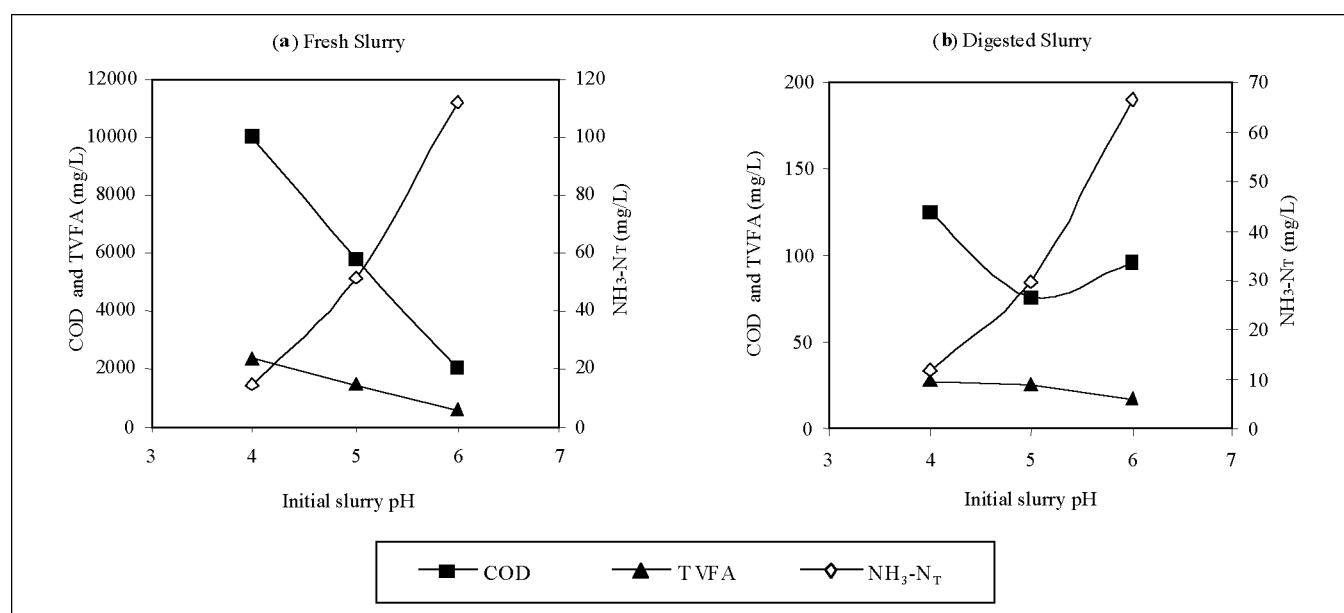 (a) Fresh Slurry
12000
10000
8000
6000
4000
2000
0
COD and TVFA (mg/L)
120
100
80
60
40
20
0
NH3-NT (mg/L)
3 4 5 6 7
Initial slurry pH
(b) Digested Slurry
200
150
100
50
0
COD and TVFA (mg/L)
70
60
50
40
30
20
10
0
NH3-NT (mg/L)
3 4 5 6 7
Initial slurry pH
COD TVFA NH₃-N_T